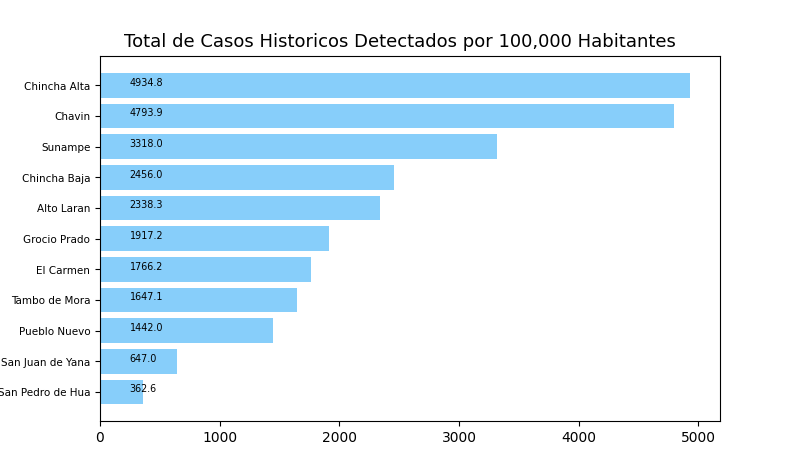 Total de Casos Historicos Detectados por 100,000 Habitantes
Chincha Alta 4934.8
Chavin 4793.9
Sunampe 3318.0
Chincha Baja 2456.0
Alto Laran 2338.3
Grocio Prado 1917.2
El Carmen 1766.2
Tambo de Mora 1647.1
Pueblo Nuevo 1442.0
San Juan de Yana 647.0
San Pedro de Hua 362.6
0 1000 2000 3000 4000 5000